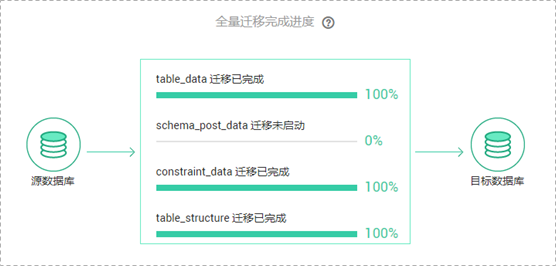 全量迁移完成进度 ?
table_data 迁移已完成
100%
schema_post_data 迁移未启动
0%
constraint_data 迁移已完成
100%
table_structure 迁移已完成
100%
源数据库
目标数据库